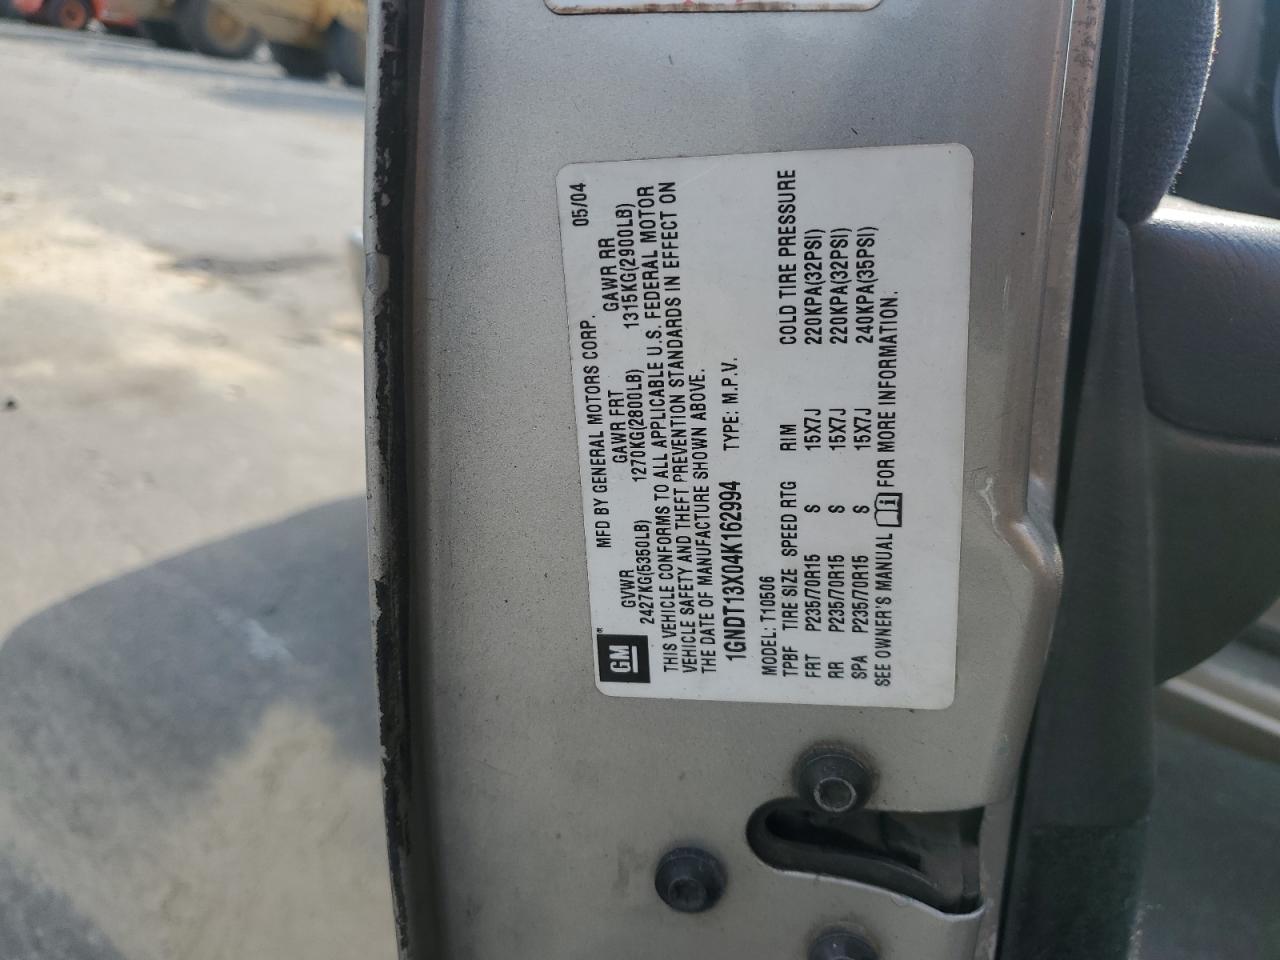 GM
MFD BY GENERAL MOTORS CORP. 05/04
GVWR GAWR FRT GAWR RR
2427KG(5350LB) 1270KG(2800LB) 1315KG(2900LB)
THIS VEHICLE CONFORMS TO ALL APPLICABLE U.S. FEDERAL MOTOR
VEHICLE SAFETY AND THEFT PREVENTION STANDARDS IN EFFECT ON
THE DATE OF MANUFACTURE SHOWN ABOVE.
1GNDT13X04K162994 TYPE: M.P.V.
MODEL: T10506
TPBF TIRE SIZE SPEED RTG RIM COLD TIRE PRESSURE
FRT P235/70R15 S 15X7J 220KPA(32PSI)
RR P235/70R15 S 15X7J 220KPA(32PSI)
SPA P235/70R15 S 15X7J 240KPA(35PSI)
SEE OWNER'S MANUAL i FOR MORE INFORMATION.